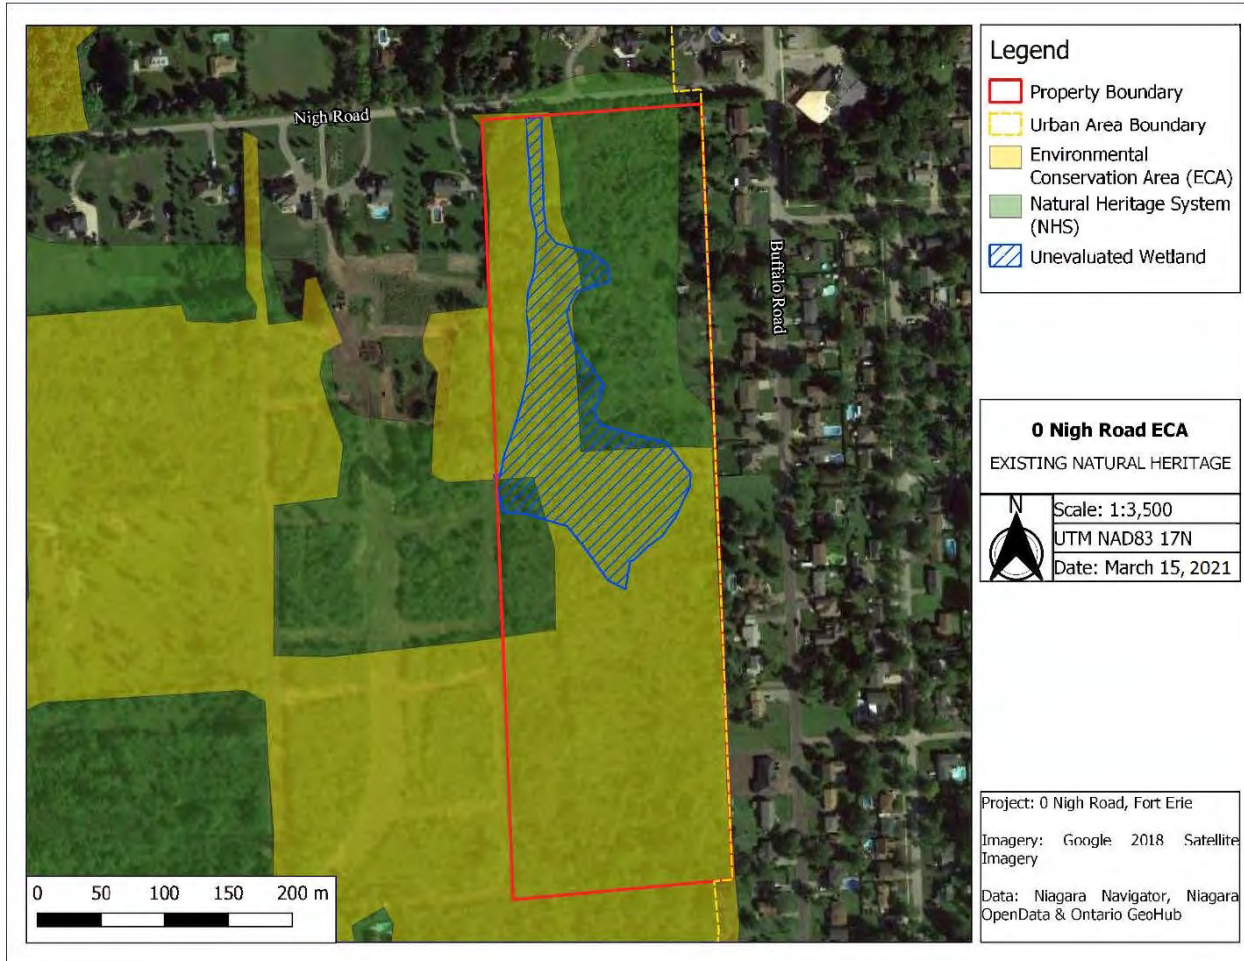 Nigh Road
Buffalo Road
0 50 100 150 200 m
Legend
Property Boundary
Urban Area Boundary
Environmental
Conservation Area (ECA)
Natural Heritage System
(NHS)
Unevaluated Wetland
0 Nigh Road ECA
EXISTING NATURAL HERITAGE
N
Scale: 1:3,500
UTM NAD83 17N
Date: March 15, 2021
Project: 0 Nigh Road, Fort Erie
Imagery: Google 2018 Satellite
Imagery
Data: Niagara Navigator, Niagara
OpenData & Ontario GeoHub